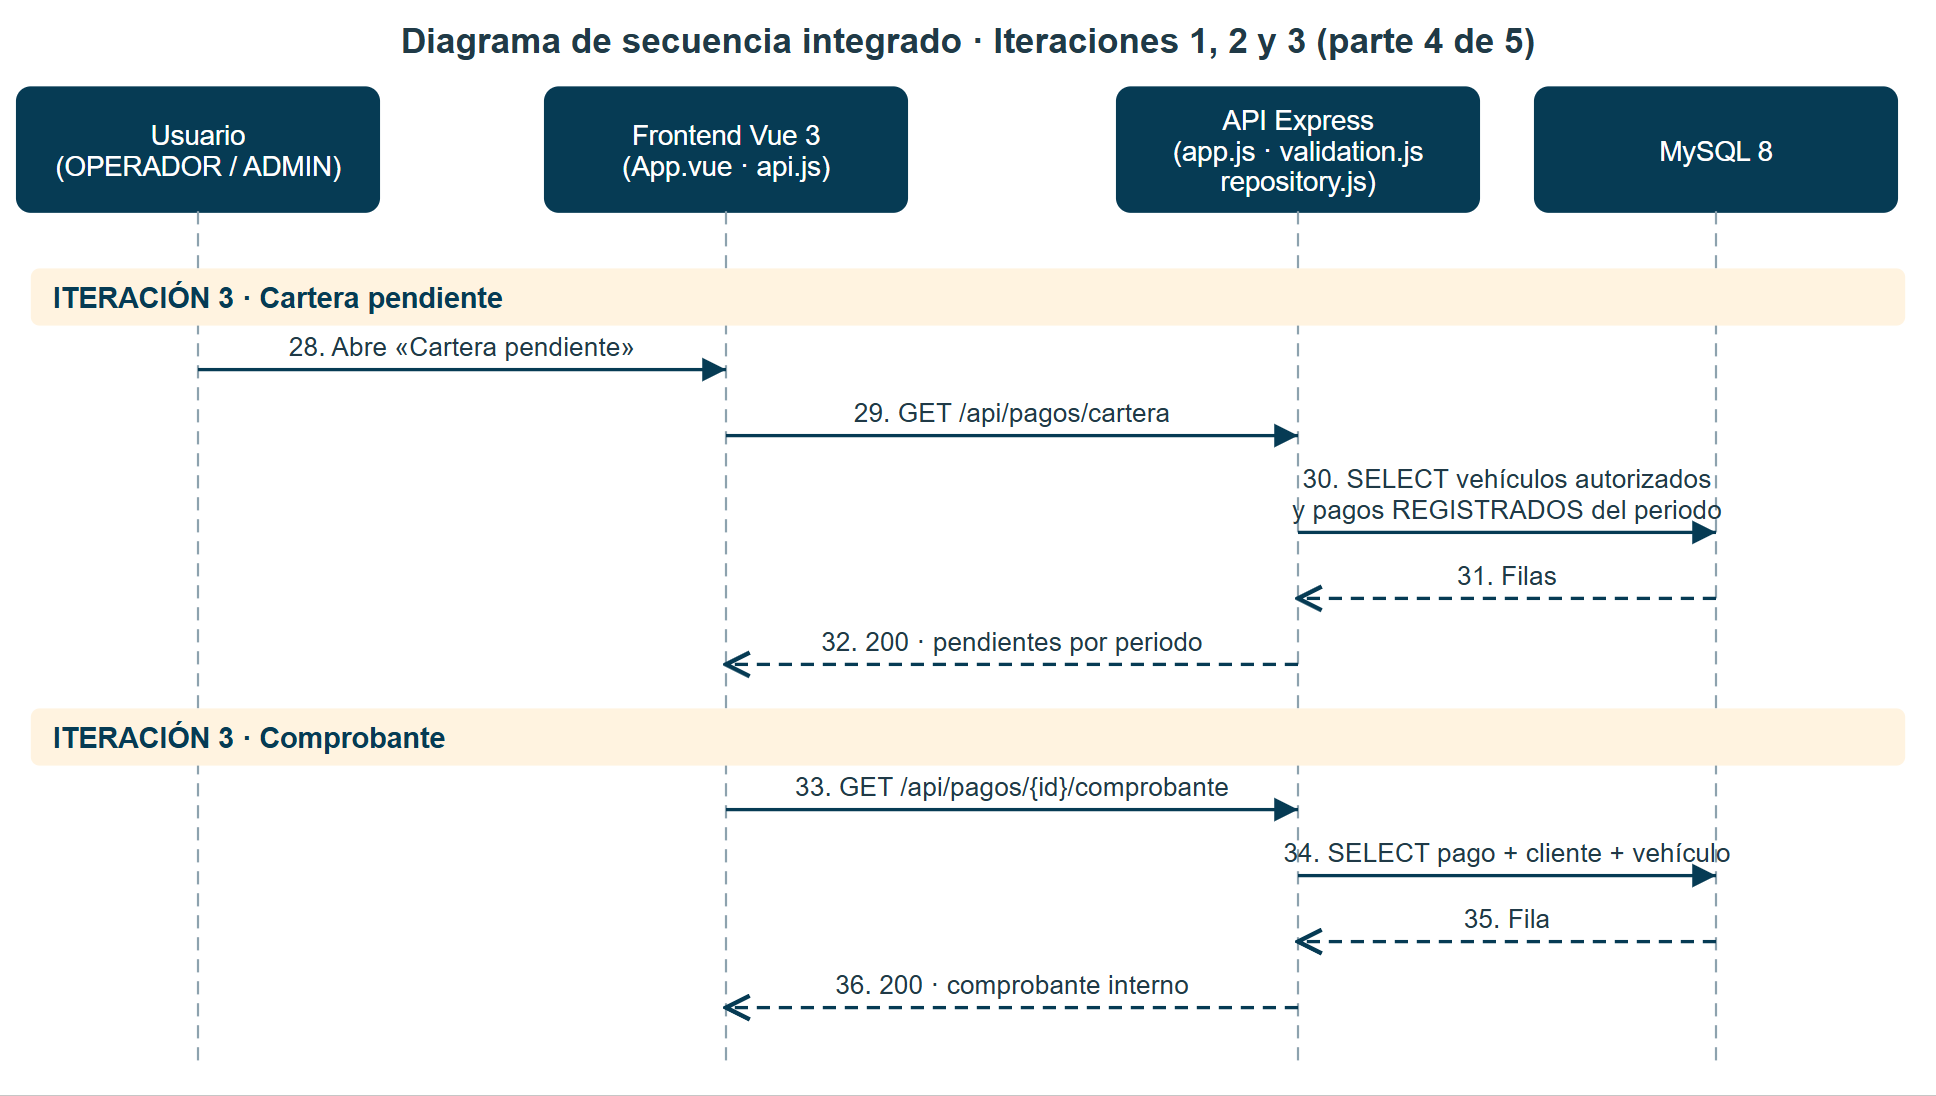 Diagrama de secuencia integrado · Iteraciones 1, 2 y 3 (parte 4 de 5)
Usuario
(OPERADOR / ADMIN)
Frontend Vue 3
(App.vue · api.js)
API Express
(app.js · validation.js
repository.js)
MySQL 8
ITERACIÓN 3 · Cartera pendiente
28. Abre «Cartera pendiente»
29. GET /api/pagos/cartera
30. SELECT vehículos autorizados
y pagos REGISTRADOS del periodo
31. Filas
32. 200 · pendientes por periodo
ITERACIÓN 3 · Comprobante
33. GET /api/pagos/{id}/comprobante
34. SELECT pago + cliente + vehículo
35. Fila
36. 200 · comprobante interno